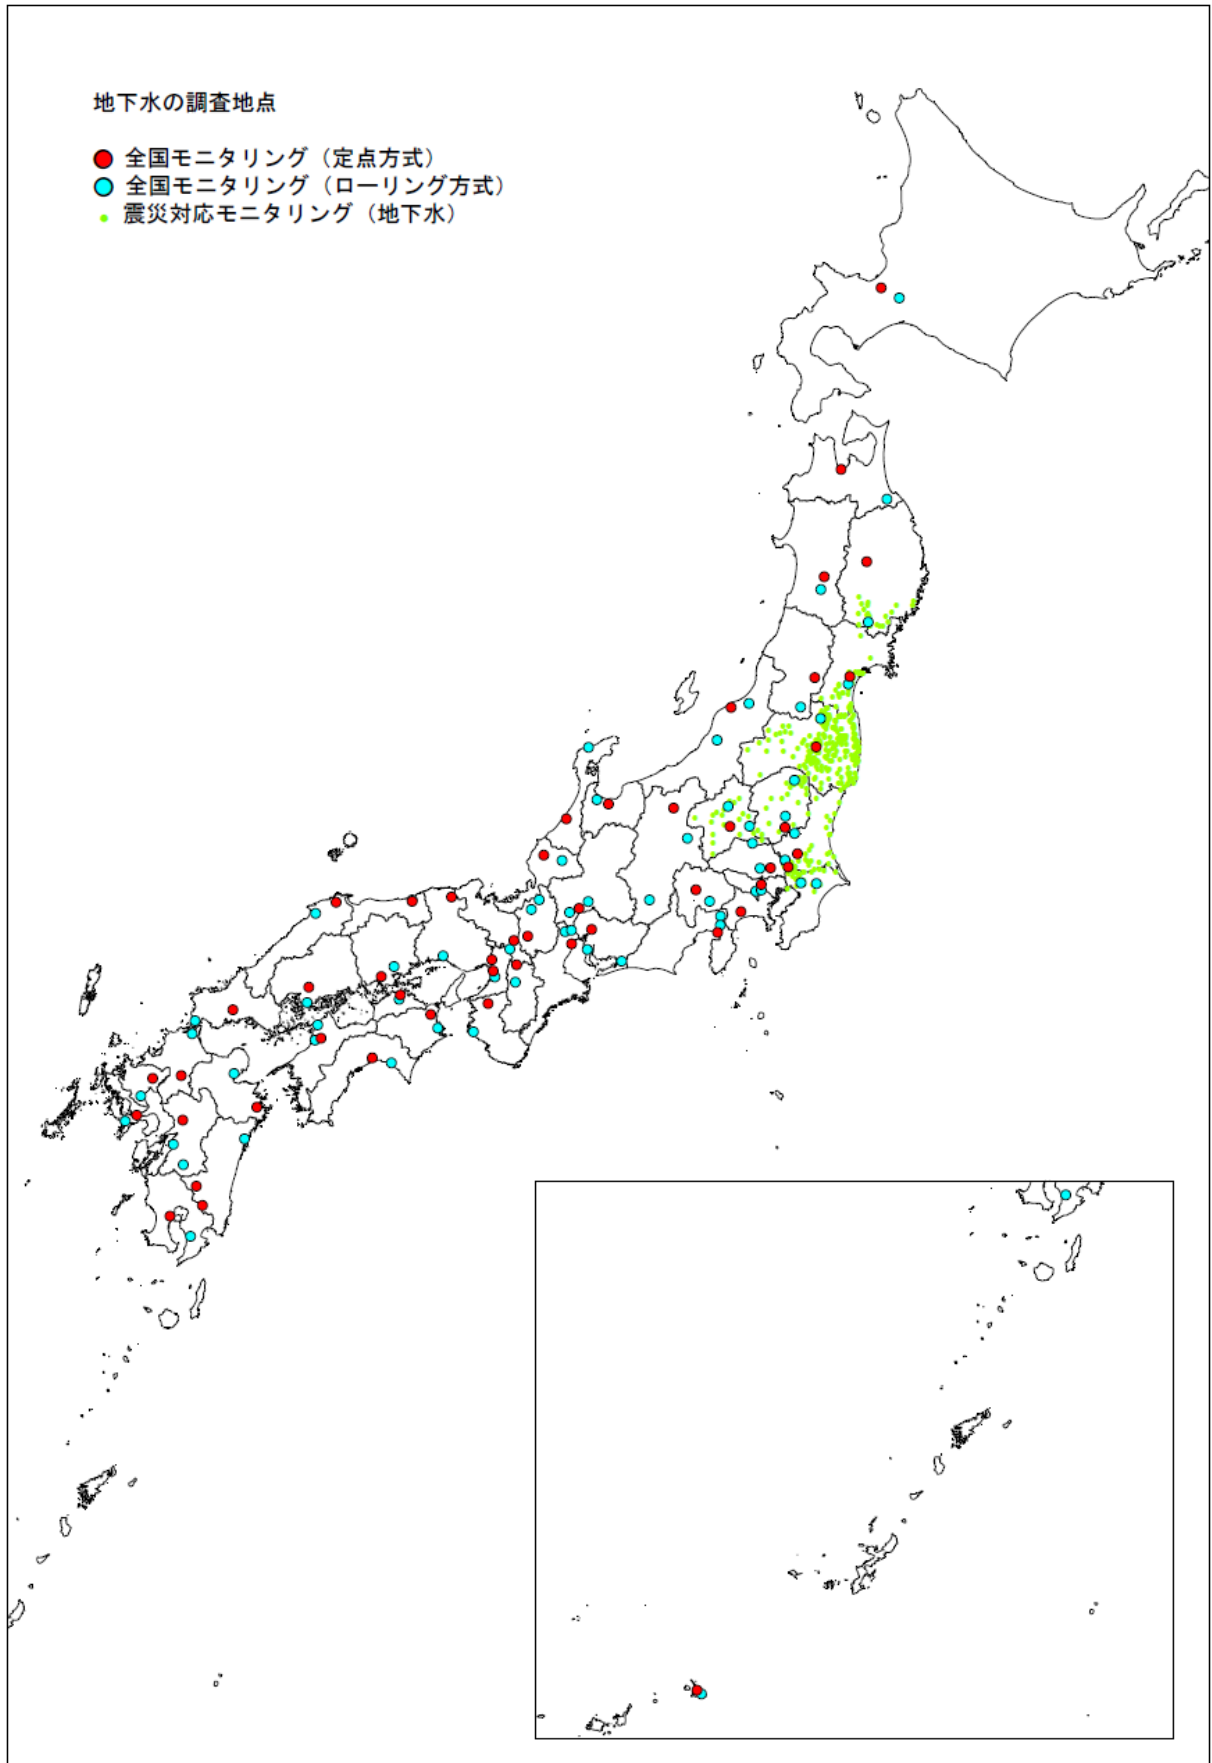 地下水の調査地点
全国モニタリング（定点方式）
全国モニタリング（ローリング方式）
震災対応モニタリング（地下水）